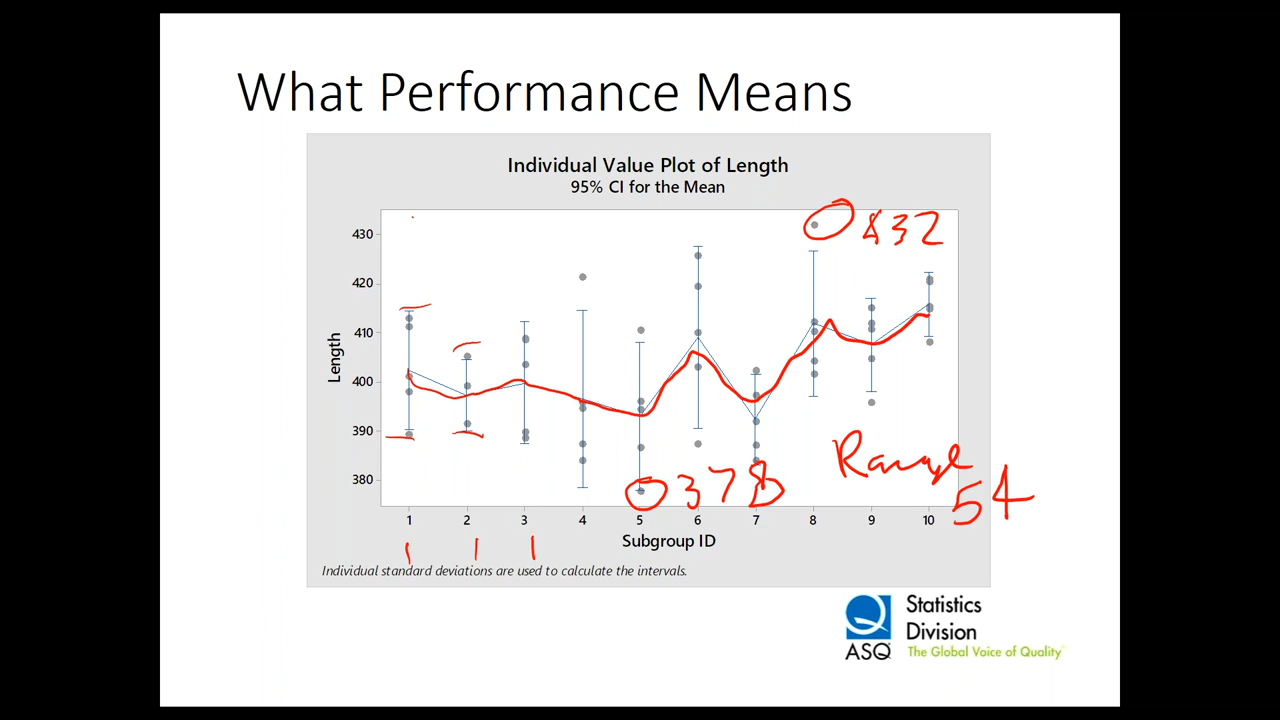 What Performance Means
Individual Value Plot of Length
95% CI for the Mean
432
430
420
410
Length
400
390
380
Range
54
378
1 2 3 4 5 6 7 8 9 10
Subgroup ID
Individual standard deviations are used to calculate the intervals.
Statistics
Division
ASQ
The Global Voice of Quality